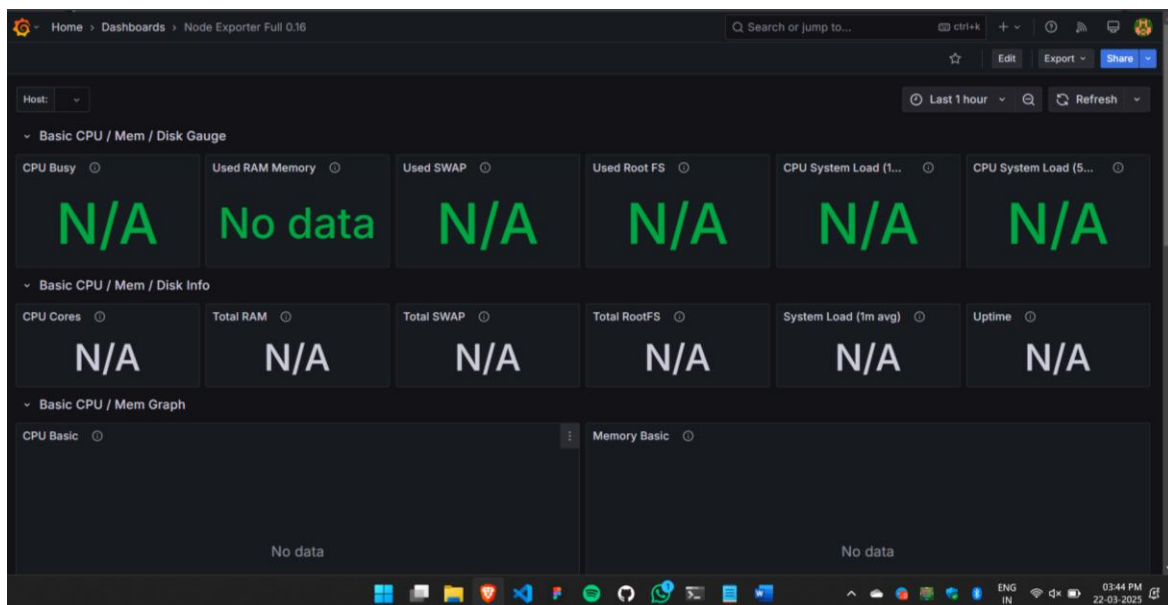 Home › Dashboards › Node Exporter Full 0.16
Search or jump to... ctrl+k
Edit Export Share
Host:
Last 1 hour Refresh
Basic CPU / Mem / Disk Gauge
CPU Busy Used RAM Memory Used SWAP Used Root FS CPU System Load (1... CPU System Load (5...
N/A No data N/A N/A N/A N/A
Basic CPU / Mem / Disk Info
CPU Cores Total RAM Total SWAP Total RootFS System Load (1m avg) Uptime
N/A N/A N/A N/A N/A N/A
Basic CPU / Mem Graph
CPU Basic Memory Basic
No data No data
ENG 03:44 PM
IN 22-03-2025